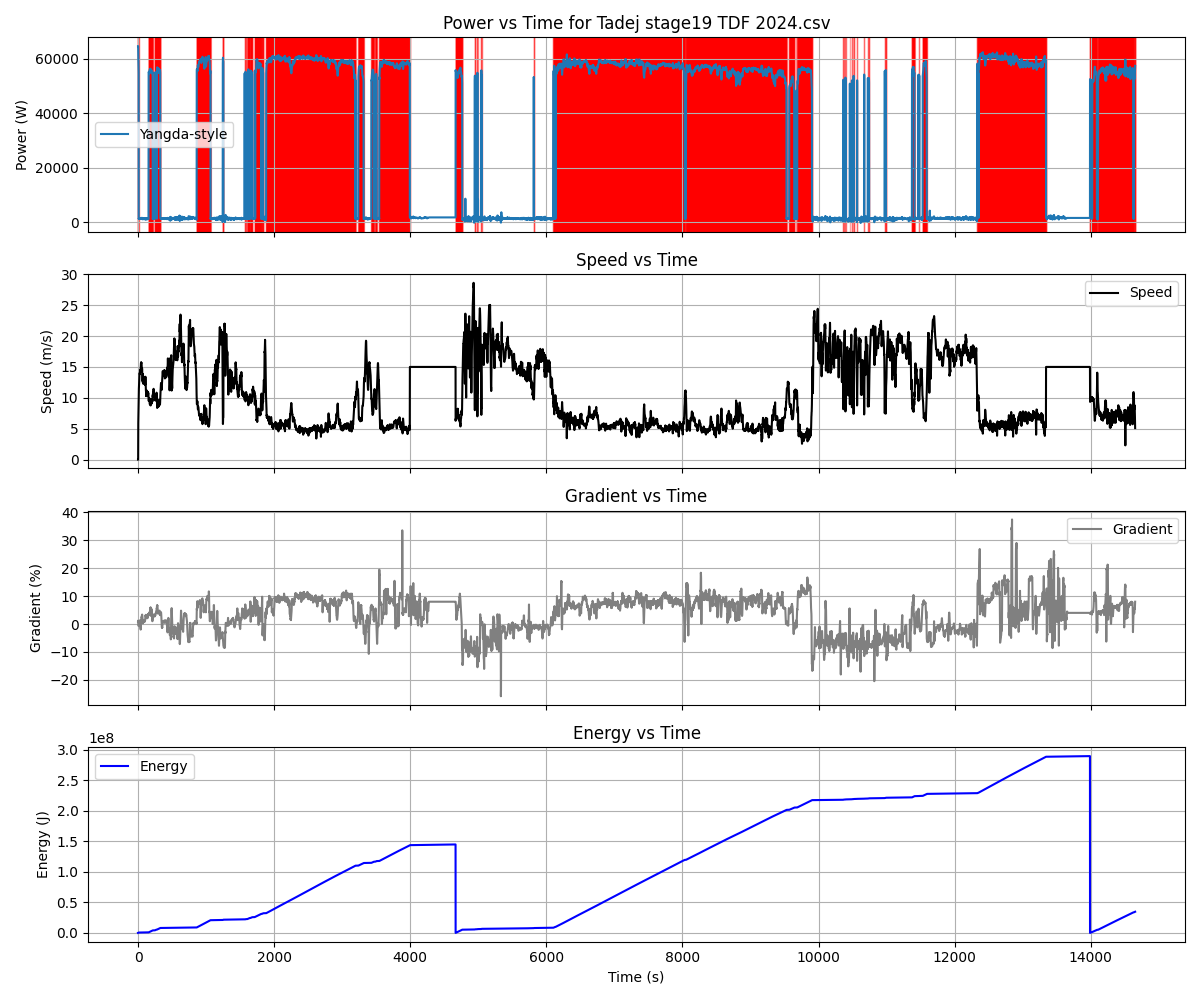 Power vs Time for Tadej stage19 TDF 2024.csv
60000
40000
20000
0
Power (W)
Yangda-style
Speed vs Time
30
25
20
15
10
5
0
Speed (m/s)
Speed
Gradient vs Time
40
30
20
10
0
−10
−20
Gradient (%)
Gradient
Energy vs Time
1e8
3.0
2.5
2.0
1.5
1.0
0.5
0.0
Energy (J)
Energy
0 2000 4000 6000 8000 10000 12000 14000
Time (s)